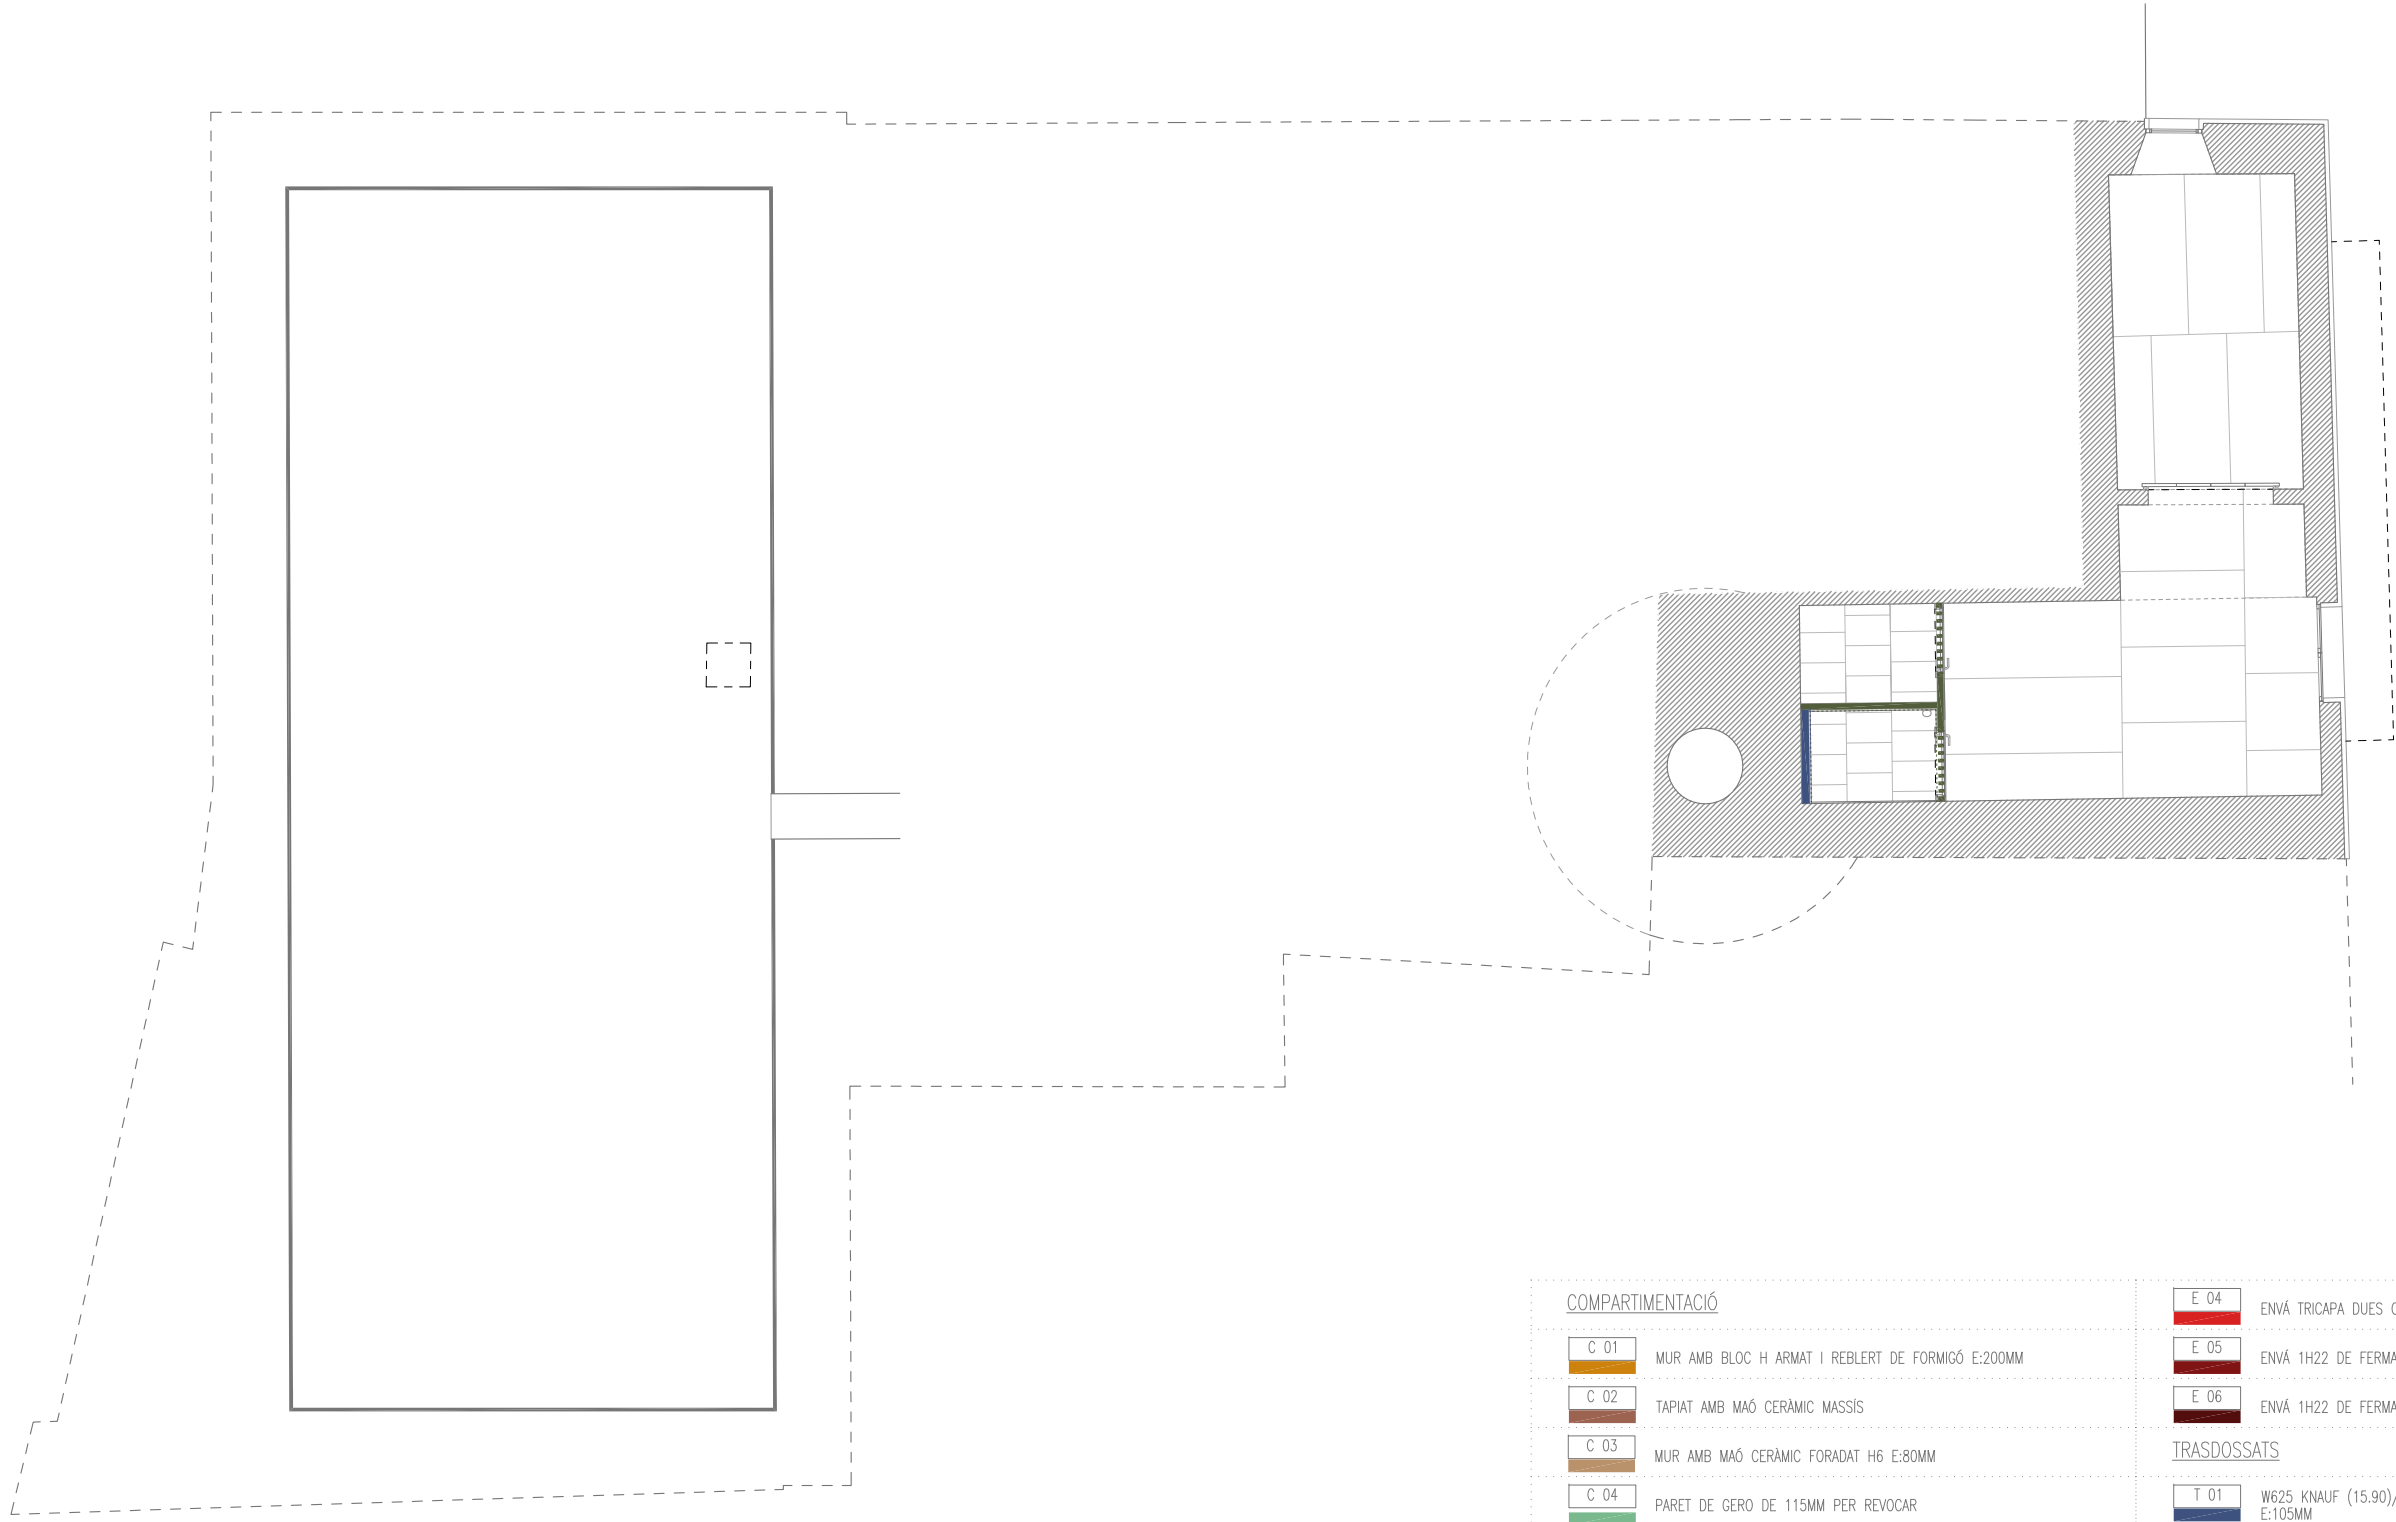 COMPARTIMENTACIÓ
C 01
MUR AMB BLOC H ARMAT I REBLERT DE FORMIGÓ E:200MM
C 02
TAPIAT AMB MAÓ CERÀMIC MASSÍS
C 03
MUR AMB MAÓ CERÀMIC FORADAT H6 E:80MM
C 04
PARET DE GERO DE 115MM PER REVOCAR
E 04
ENVÁ TRICAPA DUES
E 05
ENVÁ 1H22 DE
E 06
ENVÁ 1H22 DE
TRASDOSSATS
T 01
W625 KNAUF (15.90)/
E:105MM